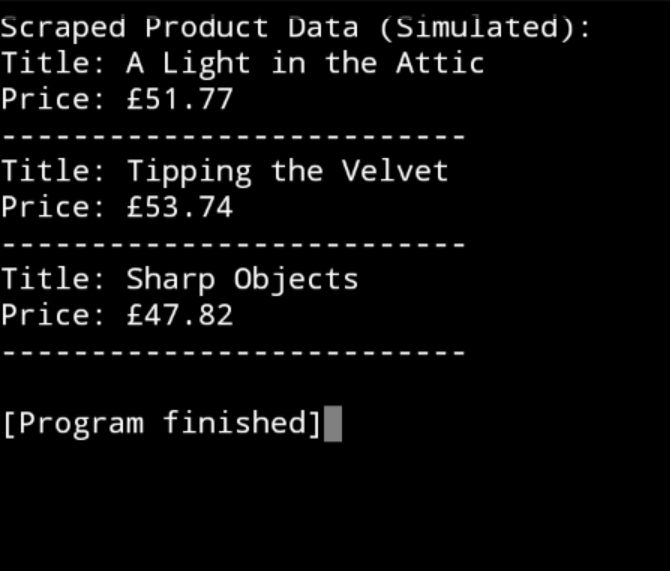 Scraped Product Data (Simulated):
Title: A Light in the Attic
Price: £51.77
--------------------------
Title: Tipping the Velvet
Price: £53.74
--------------------------
Title: Sharp Objects
Price: £47.82
--------------------------
[Program finished]